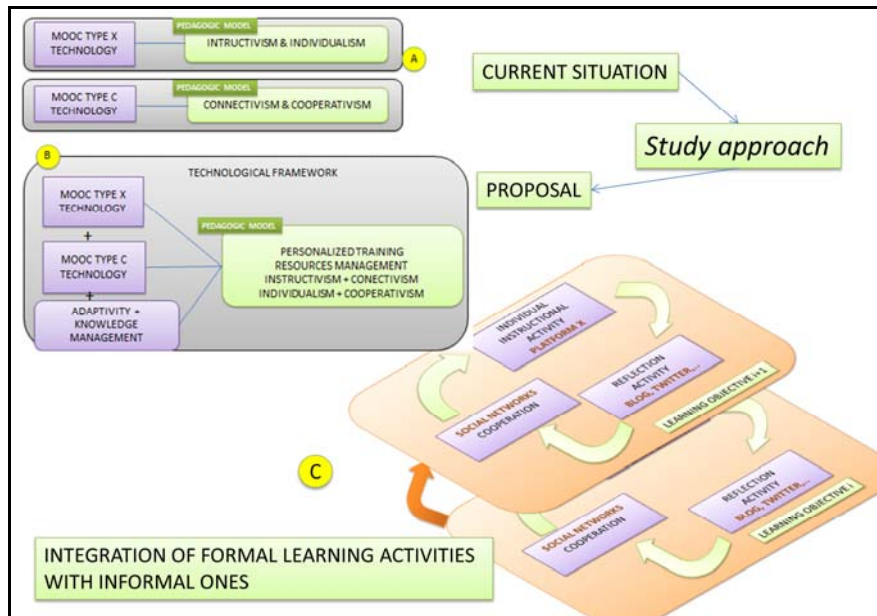 PEDAGOGIC MODEL
MOOC TYPE X
TECHNOLOGY
INTRUCTIVISM & INDIVIDUALISM
A
PEDAGOGIC MODEL
MOOC TYPE C
TECHNOLOGY
CONNECTIVISM & COOPERATIVISM
CURRENT SITUATION
Study approach
PROPOSAL
B
TECHNOLOGICAL FRAMEWORK
MOOC TYPE X
TECHNOLOGY
+
MOOC TYPE C
TECHNOLOGY
+
ADAPTIVITY +
KNOWLEDGE
MANAGEMENT
PEDAGOGIC MODEL
PERSONALIZED TRAINING
RESOURCES MANAGEMENT
INSTRUCTIVISM + CONECTIVISM
INDIVIDUALISM + COOPERATIVISM
INDIVIDUAL
INSTRUCTIONAL
ACTIVITY
PLATFORM X
REFLECTION
ACTIVITY
BLOG, TWITTER,...
SOCIAL NETWORKS
COOPERATION
LEARNING OBJECTIVE i+1
C
REFLECTION
ACTIVITY
BLOG, TWITTER,...
SOCIAL NETWORKS
COOPERATION
LEARNING OBJECTIVE i
INTEGRATION OF FORMAL LEARNING ACTIVITIES
WITH INFORMAL ONES